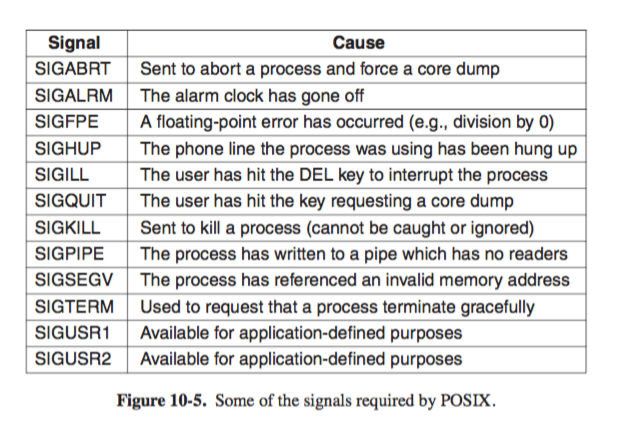 Signal Cause
SIGABRT Sent to abort a process and force a core dump
SIGALRM The alarm clock has gone off
SIGFPE A floating-point error has occurred (e.g., division by 0)
SIGHUP The phone line the process was using has been hung up
SIGILL The user has hit the DEL key to interrupt the process
SIGQUIT The user has hit the key requesting a core dump
SIGKILL Sent to kill a process (cannot be caught or ignored)
SIGPIPE The process has written to a pipe which has no readers
SIGSEGV The process has referenced an invalid memory address
SIGTERM Used to request that a process terminate gracefully
SIGUSR1 Available for application-defined purposes
SIGUSR2 Available for application-defined purposes
Figure 10-5. Some of the signals required by POSIX.